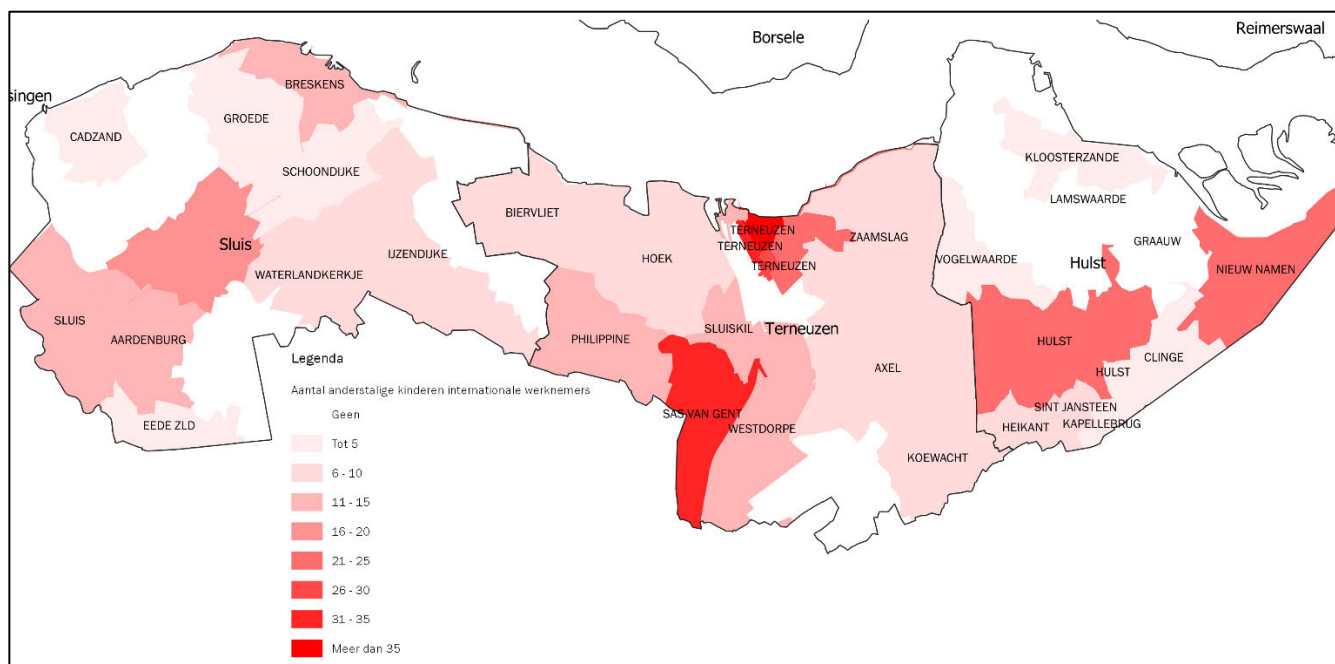 Borsele
Reimerswaal
singen
BRESKENS
CADZAND
GROEDE
SCHOONDIJKE
KLOOSTERZANDE
LAMSWAARDE
BIERVLIET
TERNEUZEN
ZAAMSLAG
TERNEUZEN
Sluis
IJZENDIJKE
HOEK
TERNEUZEN
GRAAUW
VOGELWAARDE
Hulst
NIEUW NAMEN
WATERLANDKERKJE
SLUIS
AARDENBURG
SLUISKIL
Terneuzen
PHILIPPINE
HULST
CLINGE
AXEL
HULST
EEDE ZLD
SAS VAN GENT
WESTDORPE
SINT JANSTEEN
HEIKANT
KAPELLEBRUG
KOEWACHT
Legenda
Aantal anderstalige kinderen internationale werknemers
Geen
Tot 5
6 - 10
11 - 15
16 - 20
21 - 25
26 - 30
31 - 35
Meer dan 35